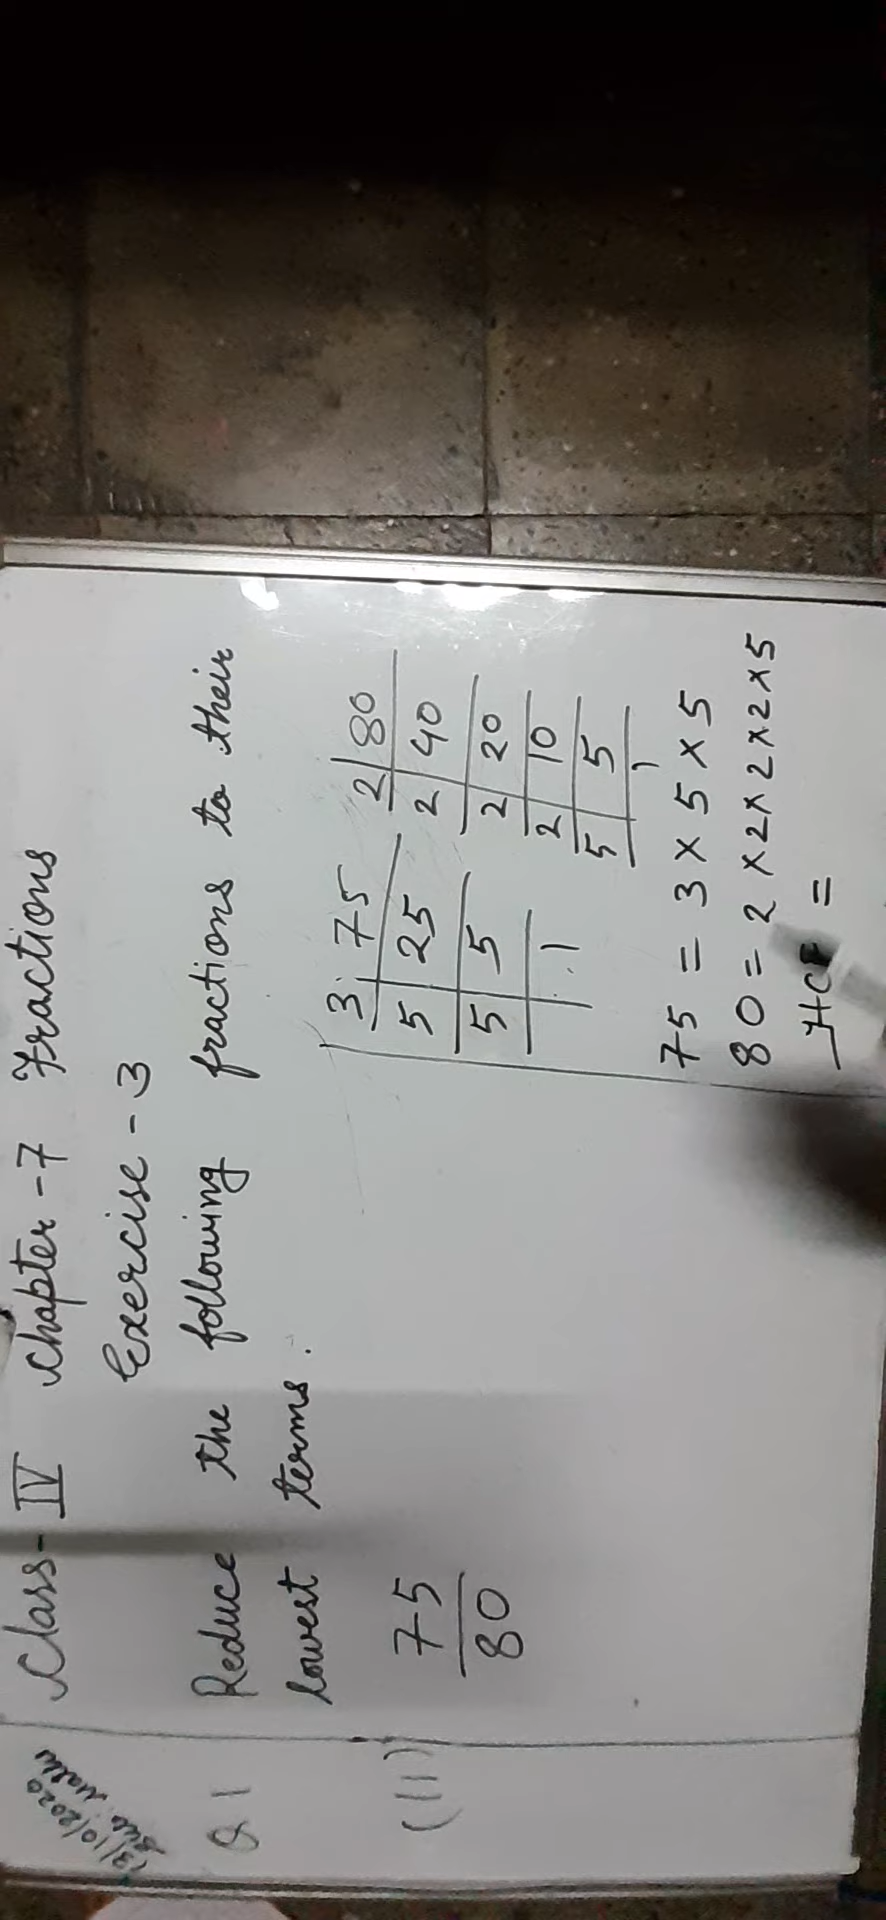 13/10/2020
Sub: Maths
Class-IV Chapter-7 Fractions
Exercise-3
Q1 Reduce the following fractions to their
lowest terms.
(11) 75/80
3 75
5 25
5 5
1
2 80
2 40
2 20
2 10
5 5
1
75 = 3 x 5 x 5
80 = 2 x 2 x 2 x 2 x 5
HCF =